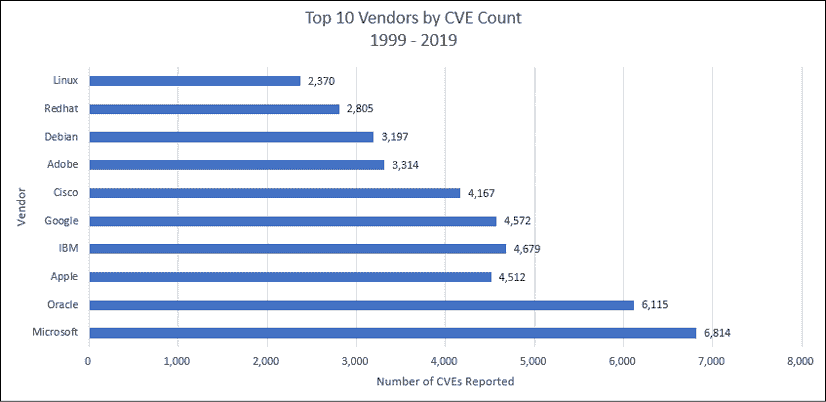 Top 10 Vendors by CVE Count
1999 - 2019
Vendor
Linux 2,370
Redhat 2,805
Debian 3,197
Adobe 3,314
Cisco 4,167
Google 4,572
IBM 4,679
Apple 4,512
Oracle 6,115
Microsoft 6,814
0 1,000 2,000 3,000 4,000 5,000 6,000 7,000 8,000
Number of CVEs Reported